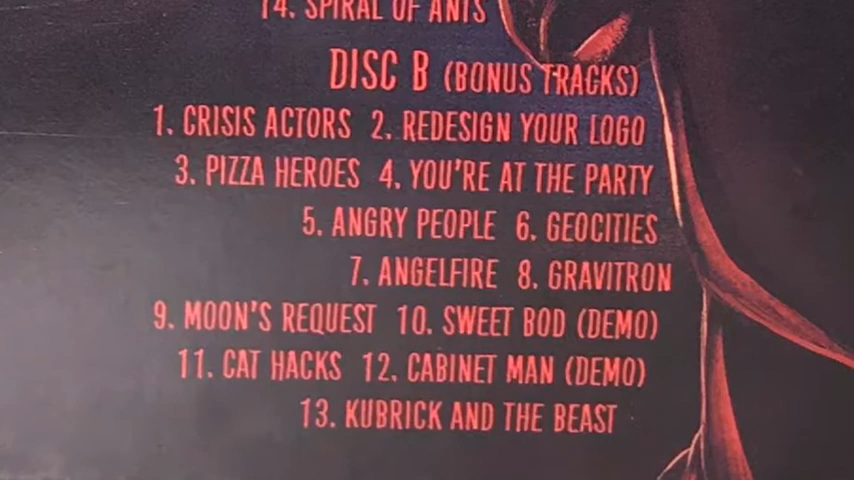 14. SPIRAL OF ANTS
DISC B (BONUS TRACKS)
1. CRISIS ACTORS 2. REDESIGN YOUR LOGO
3. PIZZA HEROES 4. YOU'RE AT THE PARTY
5. ANGRY PEOPLE 6. GEOCITIES
7. ANGELFIRE 8. GRAVITRON
9. MOON'S REQUEST 10. SWEET BOD (DEMO)
11. CAT HACKS 12. CABINET MAN (DEMO)
13. KUBRICK AND THE BEAST